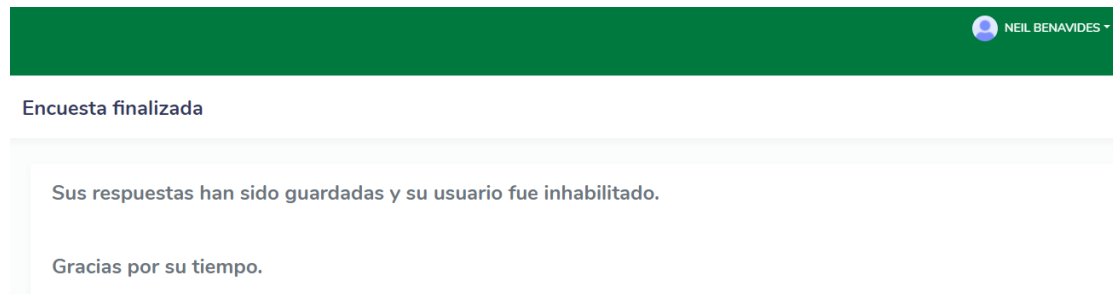 NEIL BENAVIDES
Encuesta finalizada
Sus respuestas han sido guardadas y su usuario fue inhabilitado.
Gracias por su tiempo.